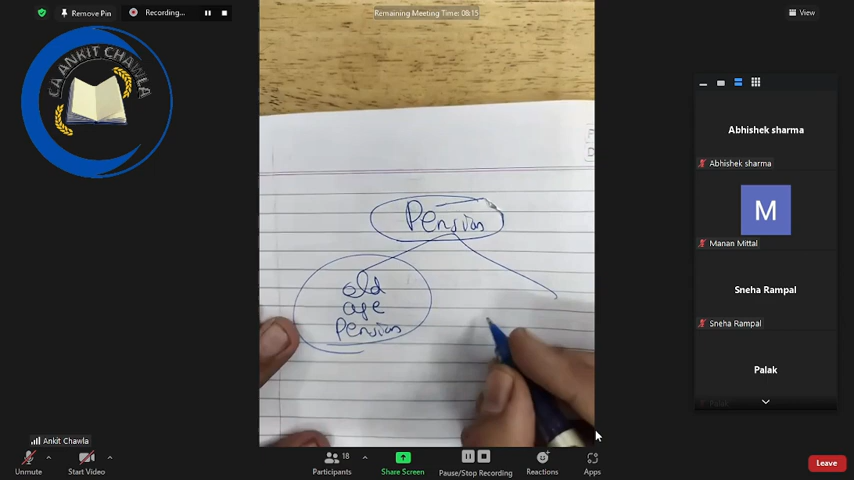 Remove Pin
Recording...
Remaining Meeting Time: 08:15
View
CA ANKIT CHAWLA
Pension
old
age
Pension
Abhishek sharma
Abhishek sharma
M
Manan Mittal
Sneha Rampal
Sneha Rampal
Palak
Palak
Ankit Chawla
Unmute
Start Video
Participants
18
Share Screen
Pause/Stop Recording
Reactions
Apps
Leave